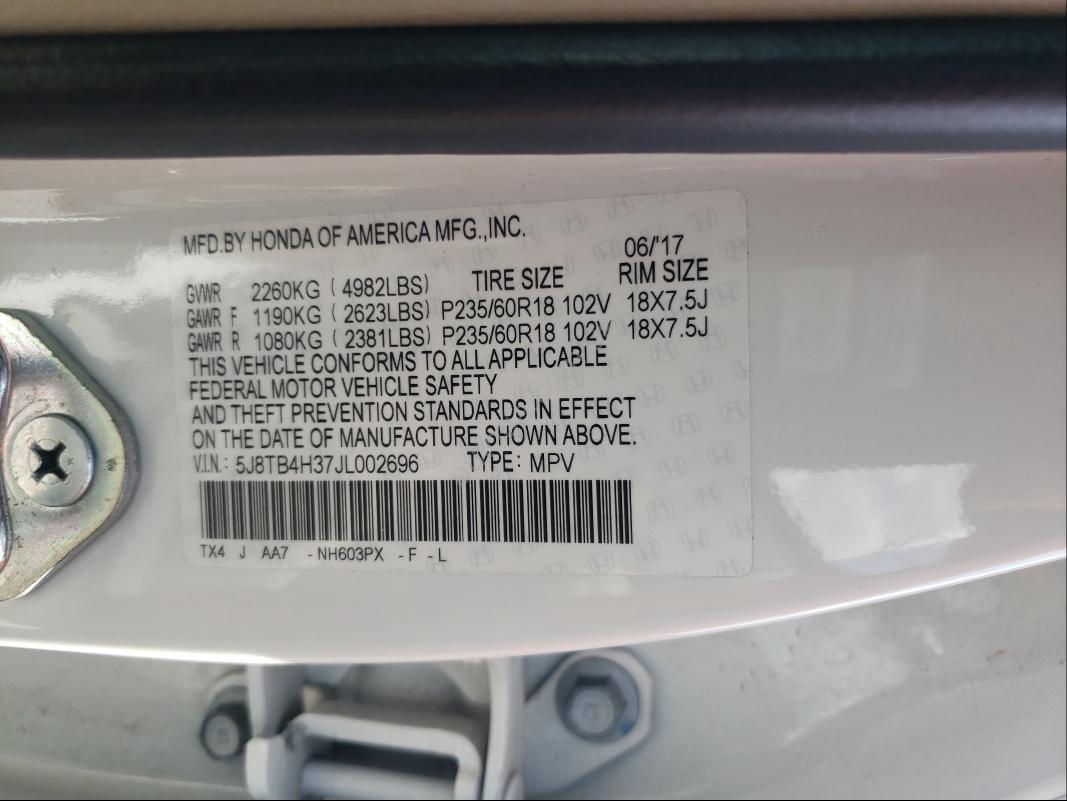 MFD.BY HONDA OF AMERICA MFG.,INC.
06/'17
GVWR 2260KG ( 4982LBS) TIRE SIZE RIM SIZE
GAWR F 1190KG ( 2623LBS) P235/60R18 102V 18X7.5J
GAWR R 1080KG ( 2381LBS) P235/60R18 102V 18X7.5J
THIS VEHICLE CONFORMS TO ALL APPLICABLE
FEDERAL MOTOR VEHICLE SAFETY
AND THEFT PREVENTION STANDARDS IN EFFECT
ON THE DATE OF MANUFACTURE SHOWN ABOVE.
V.I.N.: 5J8TB4H37JL002696 TYPE: MPV
TX4 J AA7 -NH603PX -F -L